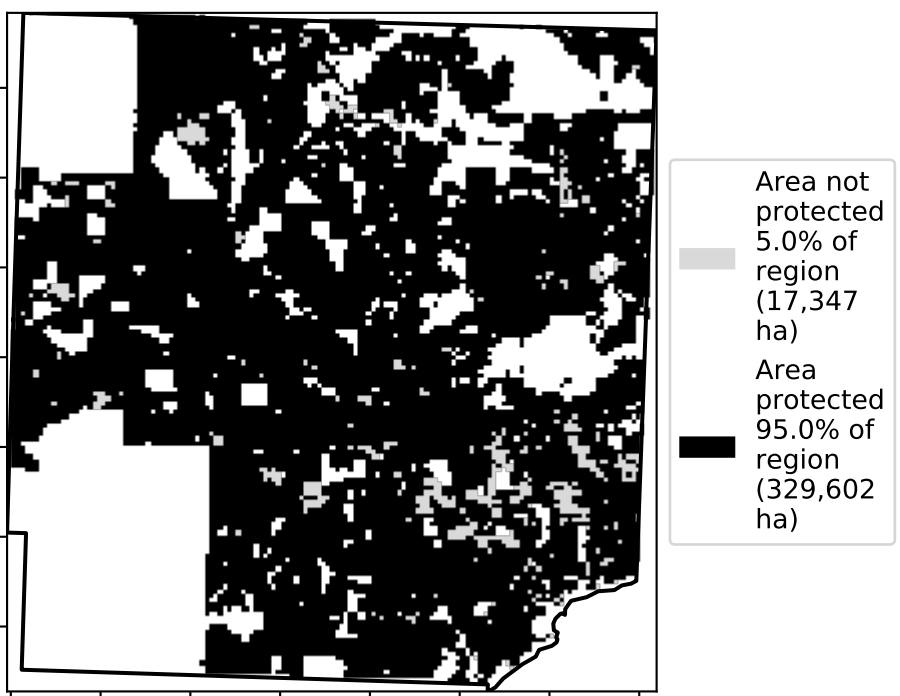 Area not
protected
5.0% of
region
(17,347
ha)
Area
protected
95.0% of
region
(329,602
ha)